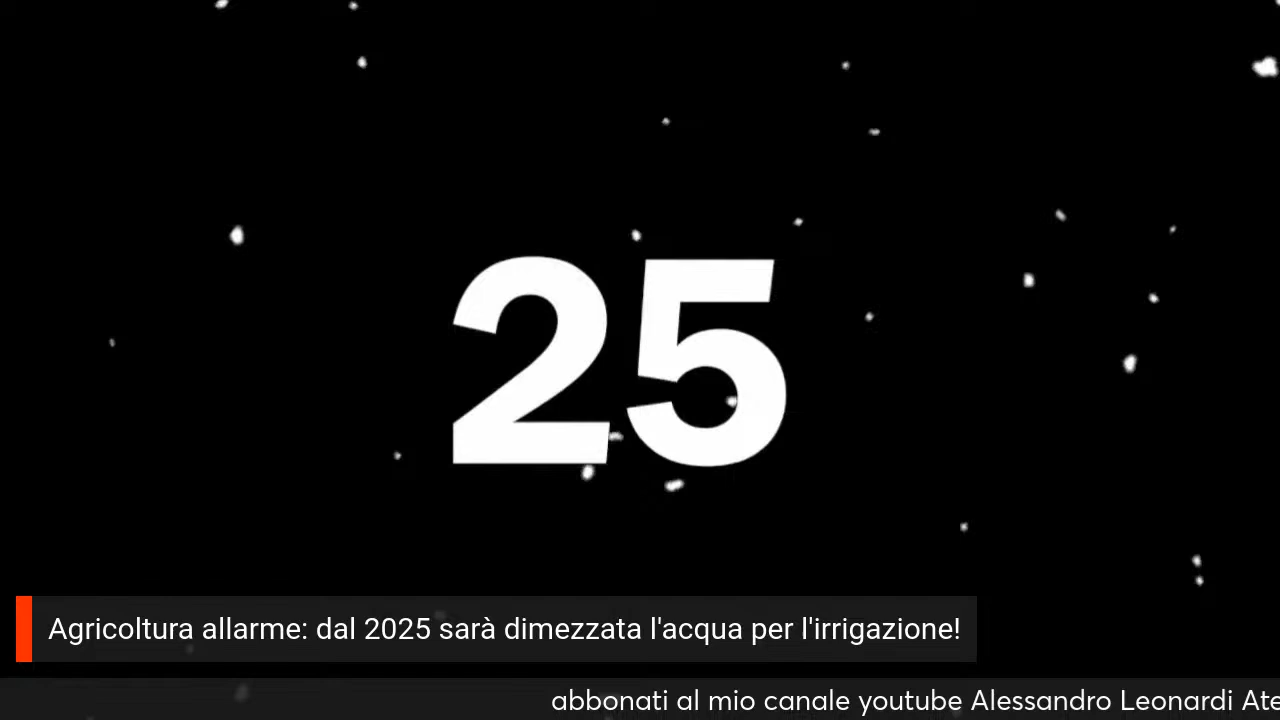 25
Agricoltura allarme: dal 2025 sarà dimezzata l'acqua per l'irrigazione!
abbonati al mio canale youtube Alessandro Leonardi